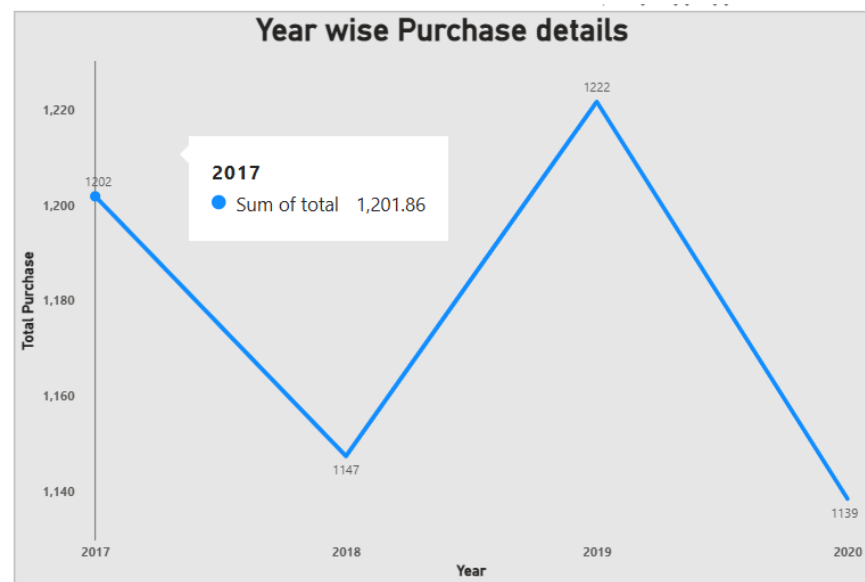 Year wise Purchase details
1222
1,220
2017
Sum of total 1,201.86
1202
1,200
Total Purchase
1,180
1,160
1147
1,140
1139
2017 2018 2019 2020
Year